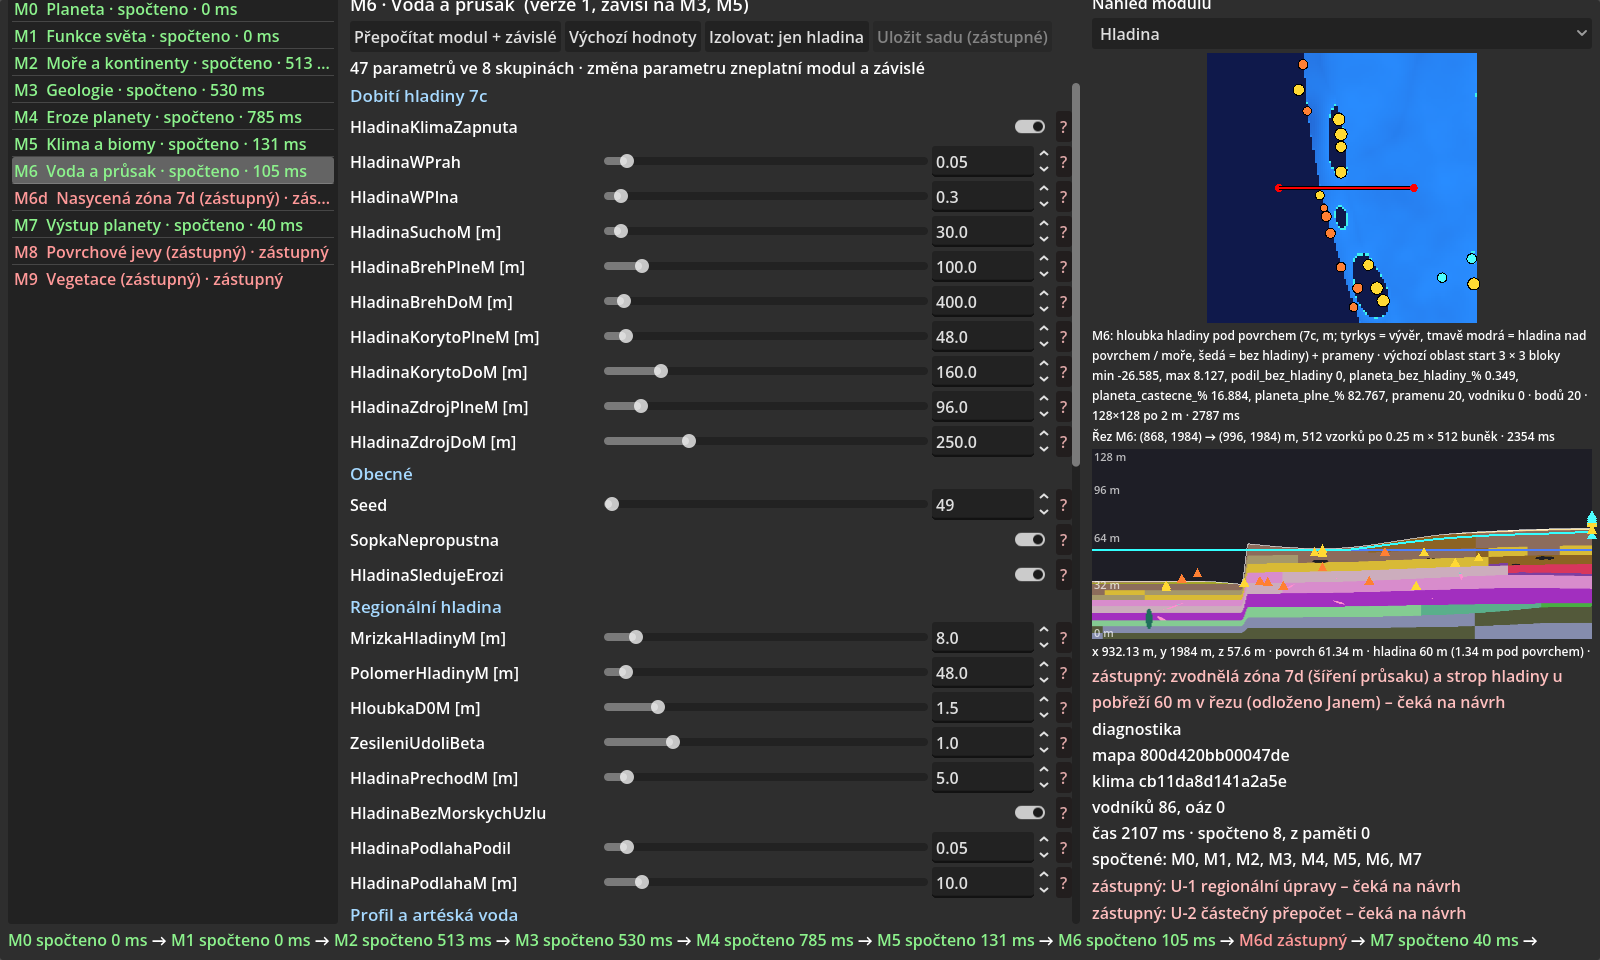 M0 Planeta · spočteno · 0 ms
M1 Funkce světa · spočteno · 0 ms
M2 Moře a kontinenty · spočteno · 513 ...
M3 Geologie · spočteno · 530 ms
M4 Eroze planety · spočteno · 785 ms
M5 Klima a biomy · spočteno · 131 ms
M6 Voda a průsak · spočteno · 105 ms
M6d Nasycená zóna 7d (zástupný) · zás...
M7 Výstup planety · spočteno · 40 ms
M8 Povrchové jevy (zástupný) · zástupný
M9 Vegetace (zástupný) · zástupný
M6 · Voda a průsak (verze 1, závisí na M3, M5)
Přepočítat modul + závislé
Výchozí hodnoty
Izolovat: jen hladina
Uložit sadu (zástupné)
47 parametrů ve 8 skupinách · změna parametru zneplatní modul a závislé
Dobití hladiny 7c
HladinaKlimaZapnuta ?
HladinaWPrah 0.05 ?
HladinaWPlna 0.3 ?
HladinaSuchoM [m] 30.0 ?
HladinaBrehPlneM [m] 100.0 ?
HladinaBrehDoM [m] 400.0 ?
HladinaKorytoPlneM [m] 48.0 ?
HladinaKorytoDoM [m] 160.0 ?
HladinaZdrojPlneM [m] 96.0 ?
HladinaZdrojDoM [m] 250.0 ?
Obecné
Seed 49 ?
SopkaNepropustna ?
HladinaSledujeErozi ?
Regionální hladina
MrizkaHladinyM [m] 8.0 ?
PolomerHladinyM [m] 48.0 ?
HloubkaD0M [m] 1.5 ?
ZesileniUdoliBeta 1.0 ?
HladinaPrechodM [m] 5.0 ?
HladinaBezMorskychUzlu ?
HladinaPodlahaPodil 0.05 ?
HladinaPodlahaM [m] 10.0 ?
Profil a artéská voda
Náhled modulu
Hladina
M6: hloubka hladiny pod povrchem (7c, m; tyrkys = vývěr, tmavě modrá = hladina nad
povrchem / moře, šedá = bez hladiny) + prameny · výchozí oblast start 3 × 3 bloky
min -26.585, max 8.127, podil_bez_hladiny 0, planeta_bez_hladiny_% 0.349,
planeta_castecne_% 16.884, planeta_plne_% 82.767, pramenu 20, vodniku 0 · bodů 20 ·
128×128 po 2 m · 2787 ms
Řez M6: (868, 1984) → (996, 1984) m, 512 vzorků po 0.25 m × 512 buněk · 2354 ms
128 m
96 m
64 m
32 m
0 m
x 932.13 m, y 1984 m, z 57.6 m · povrch 61.34 m · hladina 60 m (1.34 m pod povrchem) ·
zástupný: zvodnělá zóna 7d (šíření průsaku) a strop hladiny u
pobřeží 60 m v řezu (odloženo Janem) – čeká na návrh
diagnostika
mapa 800d420bb00047de
klima cb11da8d141a2a5e
vodníků 86, oáz 0
čas 2107 ms · spočteno 8, z paměti 0
spočtené: M0, M1, M2, M3, M4, M5, M6, M7
zástupný: U-1 regionální úpravy – čeká na návrh
zástupný: U-2 částečný přepočet – čeká na návrh
M0 spočteno 0 ms → M1 spočteno 0 ms → M2 spočteno 513 ms → M3 spočteno 530 ms → M4 spočteno 785 ms → M5 spočteno 131 ms → M6 spočteno 105 ms → M6d zástupný → M7 spočteno 40 ms →